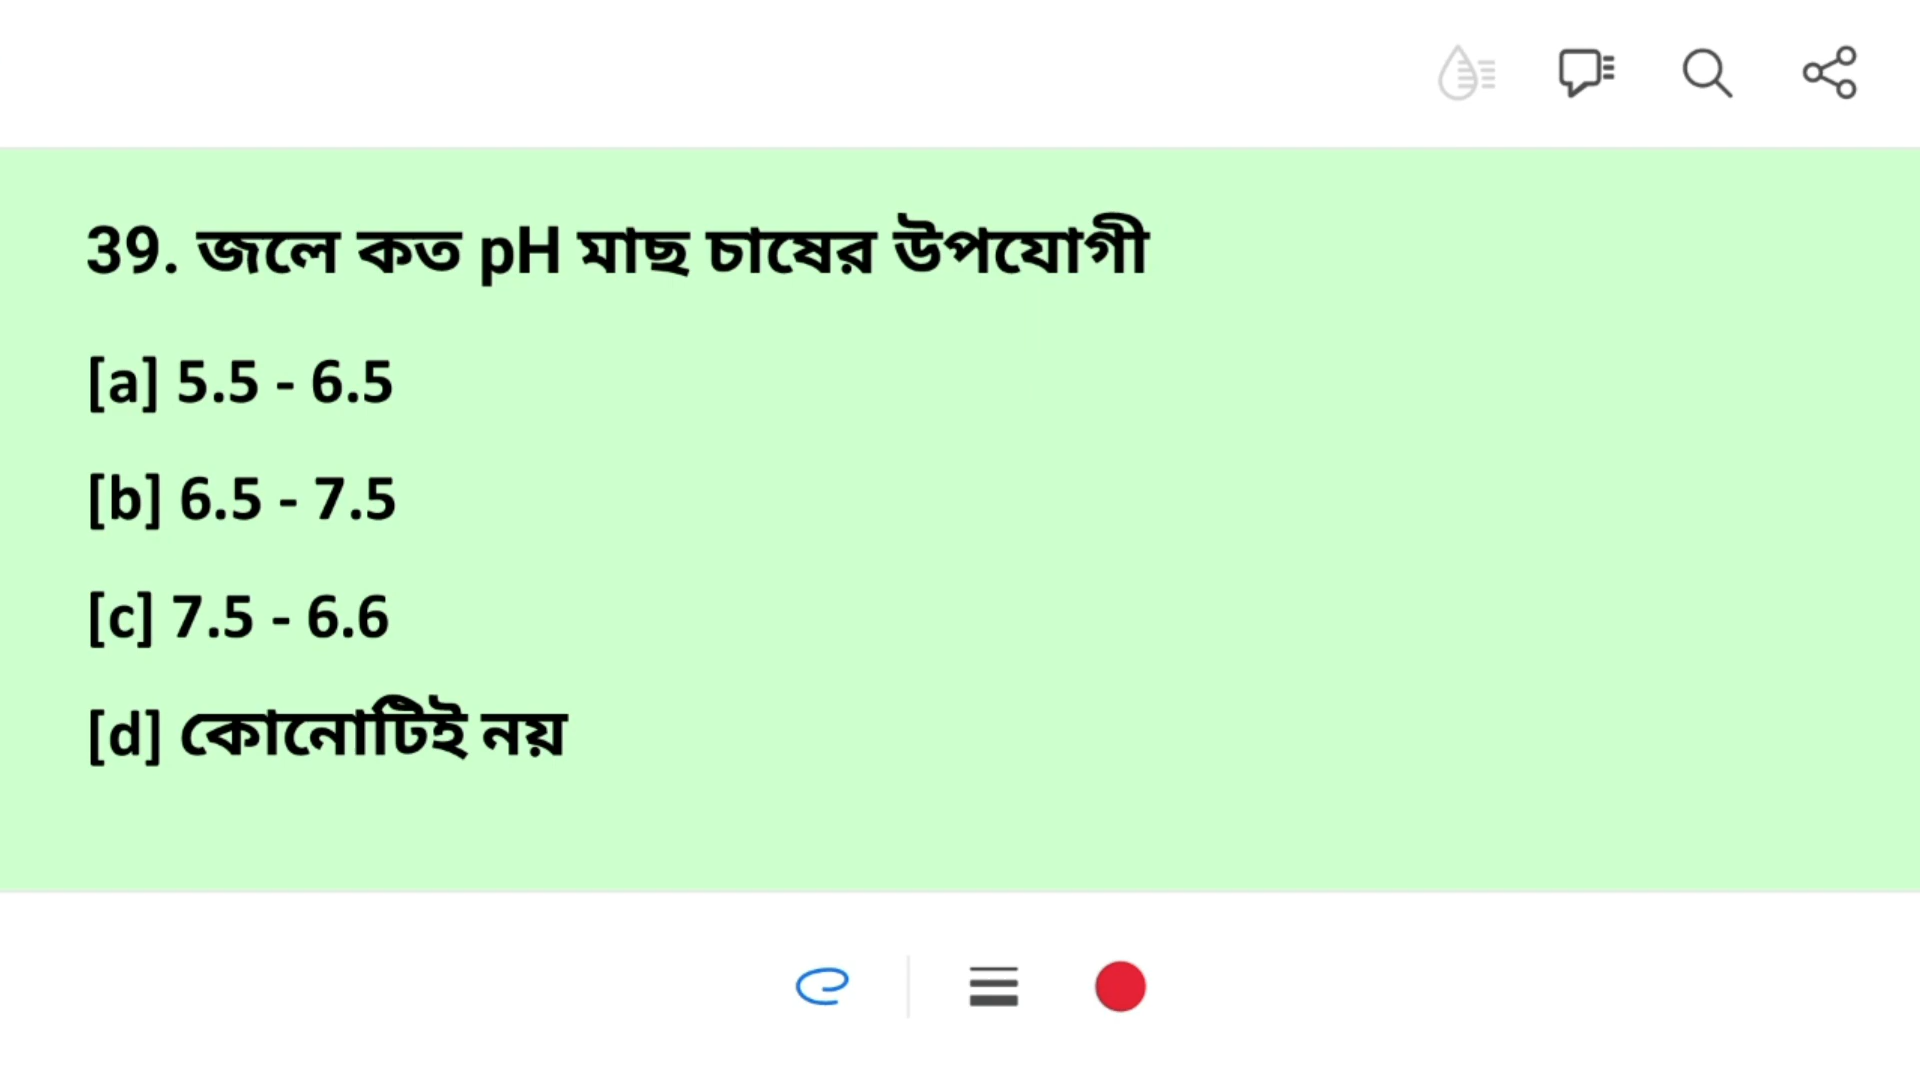 39. জলে কত pH মাছ চাষের উপযোগী
[a] 5.5 - 6.5
[b] 6.5 - 7.5
[c] 7.5 - 6.6
[d] কোনোটিই নয়